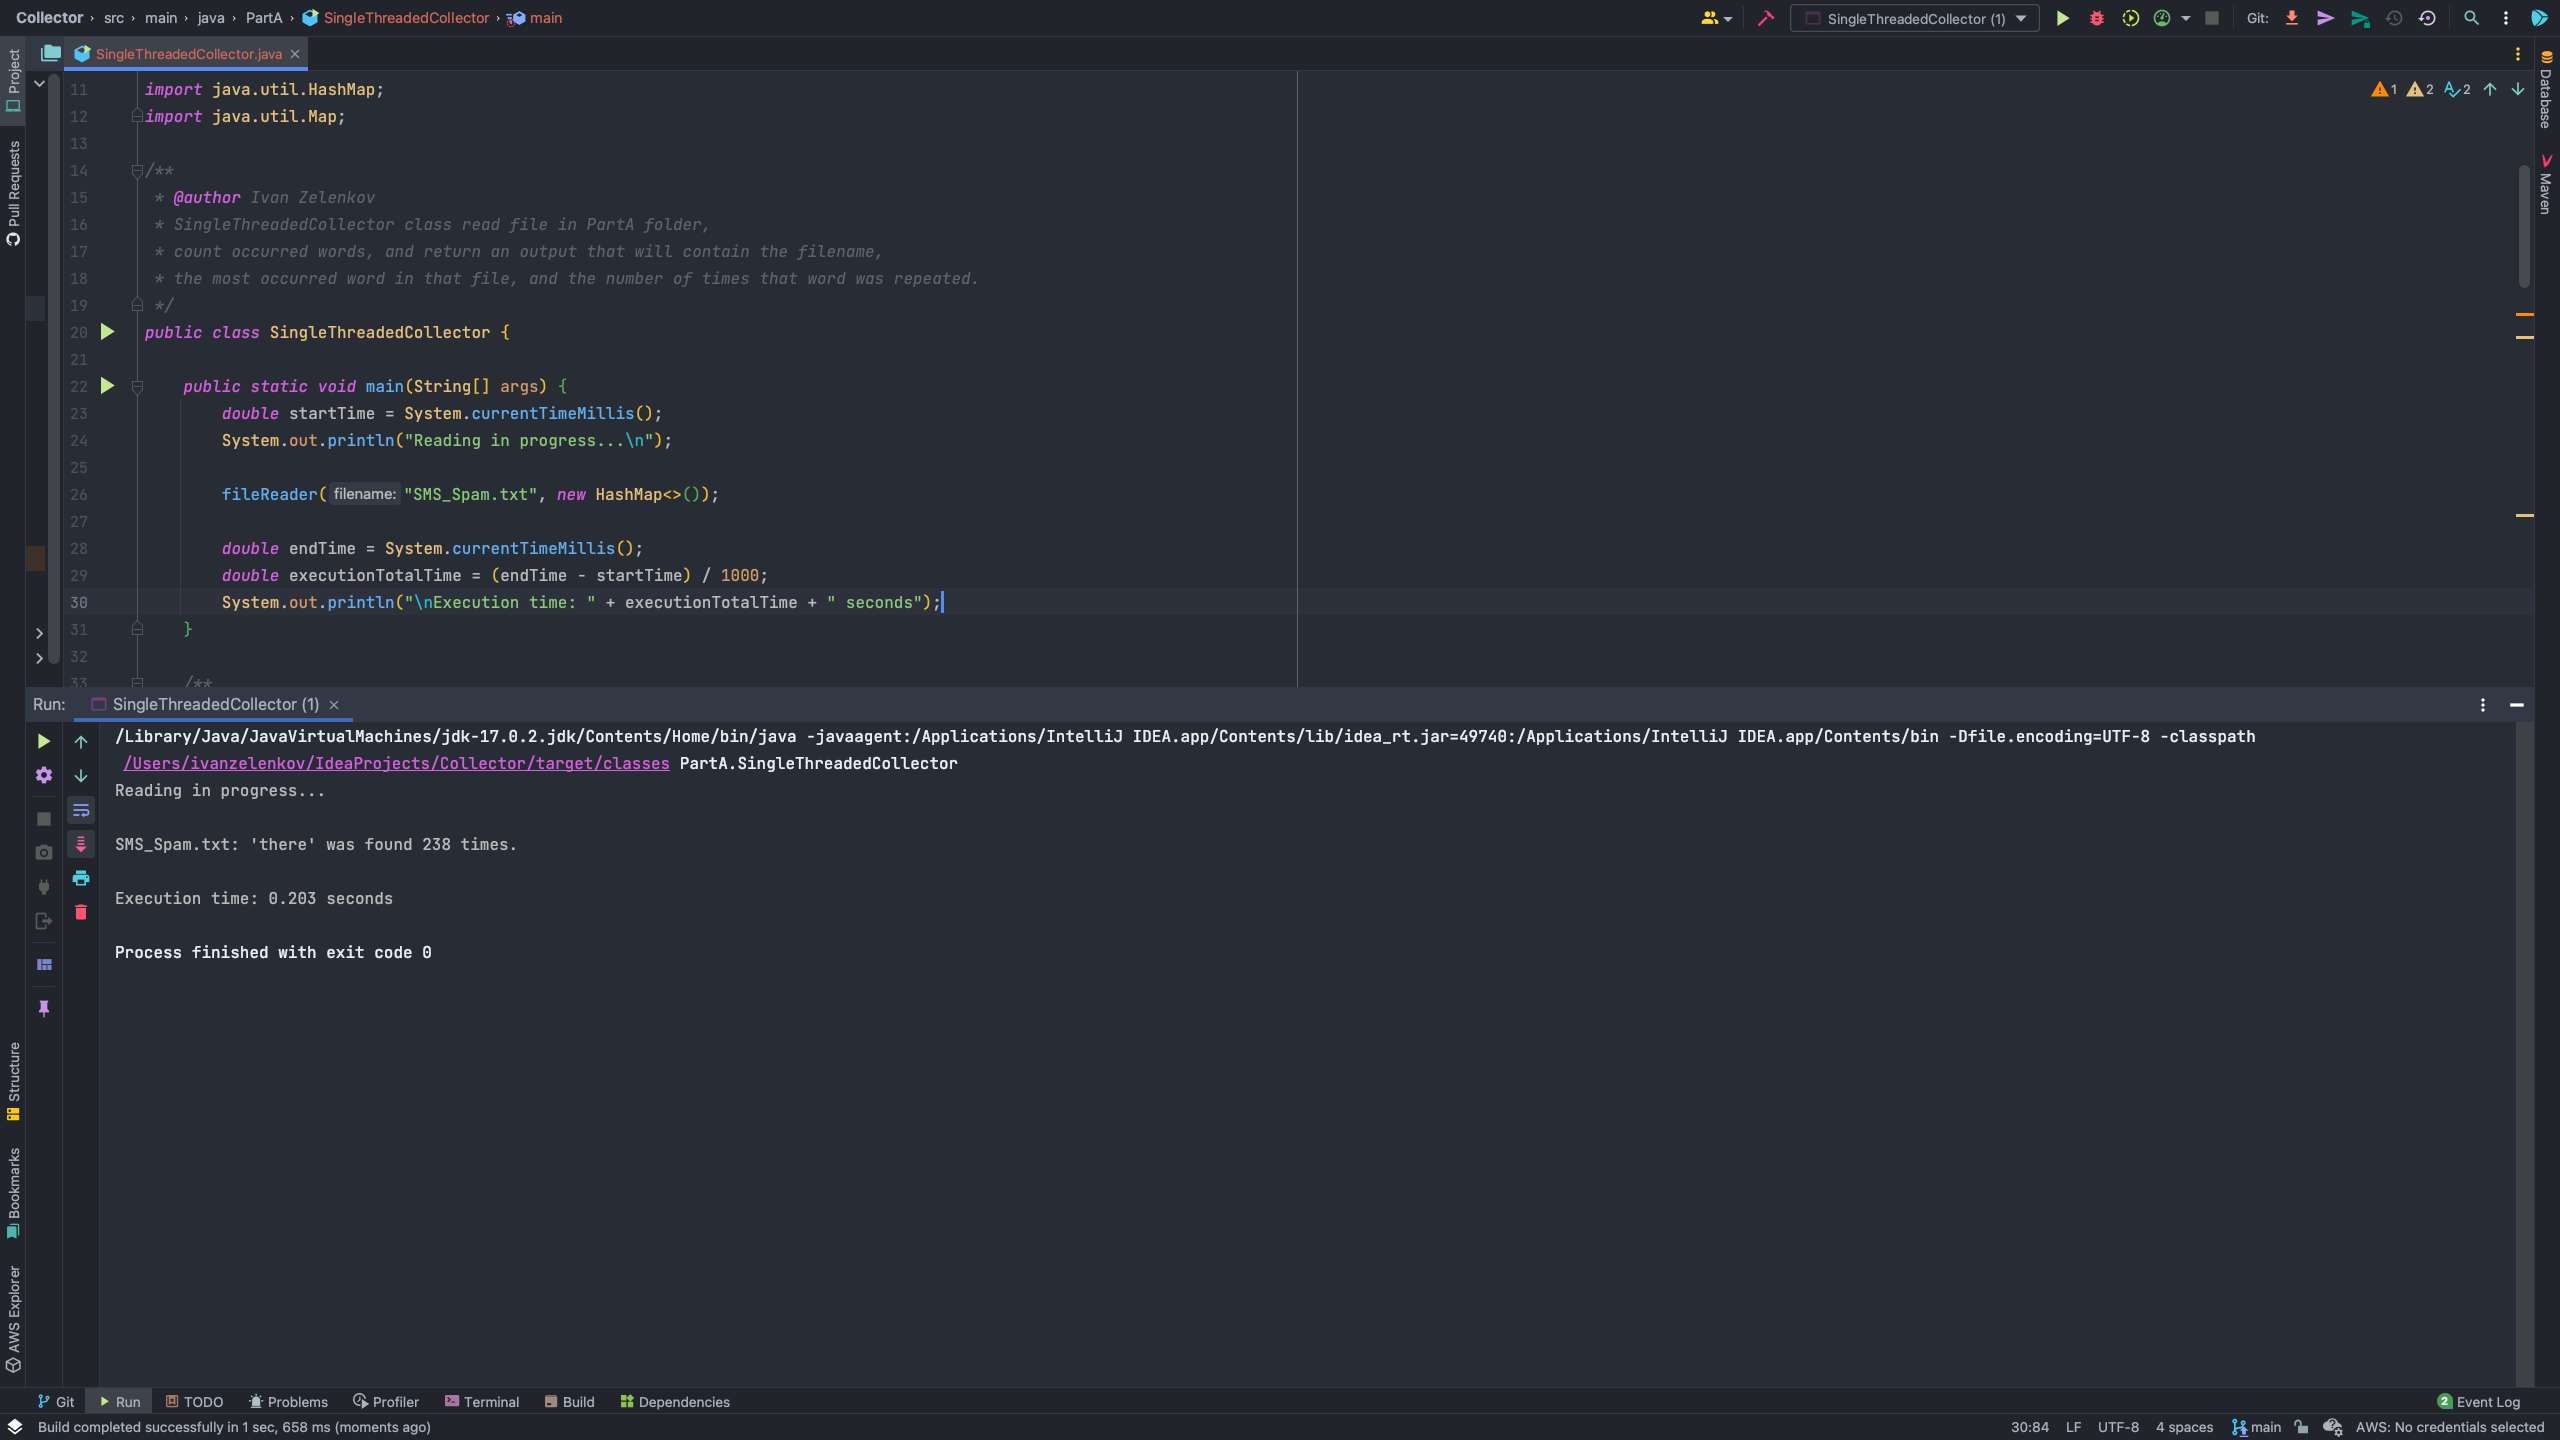 Collector › src › main › java › PartA › SingleThreadedCollector › main
SingleThreadedCollector (1)
Git:
Project
Pull Requests
Structure
Bookmarks
AWS Explorer
SingleThreadedCollector.java
1 2 2
Database
Maven
11 import java.util.HashMap;
12 import java.util.Map;
13
14 /**
15 * @author Ivan Zelenkov
16 * SingleThreadedCollector class read file in PartA folder,
17 * count occurred words, and return an output that will contain the filename,
18 * the most occurred word in that file, and the number of times that word was repeated.
19 */
20 public class SingleThreadedCollector {
21
22 public static void main(String[] args) {
23 double startTime = System.currentTimeMillis();
24 System.out.println("Reading in progress...\n");
25
26 fileReader( filename: "SMS_Spam.txt", new HashMap<>());
27
28 double endTime = System.currentTimeMillis();
29 double executionTotalTime = (endTime - startTime) / 1000;
30 System.out.println("\nExecution time: " + executionTotalTime + " seconds");
31 }
32
33 /**
Run: SingleThreadedCollector (1)
/Library/Java/JavaVirtualMachines/jdk-17.0.2.jdk/Contents/Home/bin/java -javaagent:/Applications/IntelliJ IDEA.app/Contents/lib/idea_rt.jar=49740:/Applications/IntelliJ IDEA.app/Contents/bin -Dfile.encoding=UTF-8 -classpath
/Users/ivanzelenkov/IdeaProjects/Collector/target/classes PartA.SingleThreadedCollector
Reading in progress...
SMS_Spam.txt: 'there' was found 238 times.
Execution time: 0.203 seconds
Process finished with exit code 0
Git Run TODO Problems Profiler Terminal Build Dependencies 2 Event Log
Build completed successfully in 1 sec, 658 ms (moments ago) 30:84 LF UTF-8 4 spaces main AWS: No credentials selected